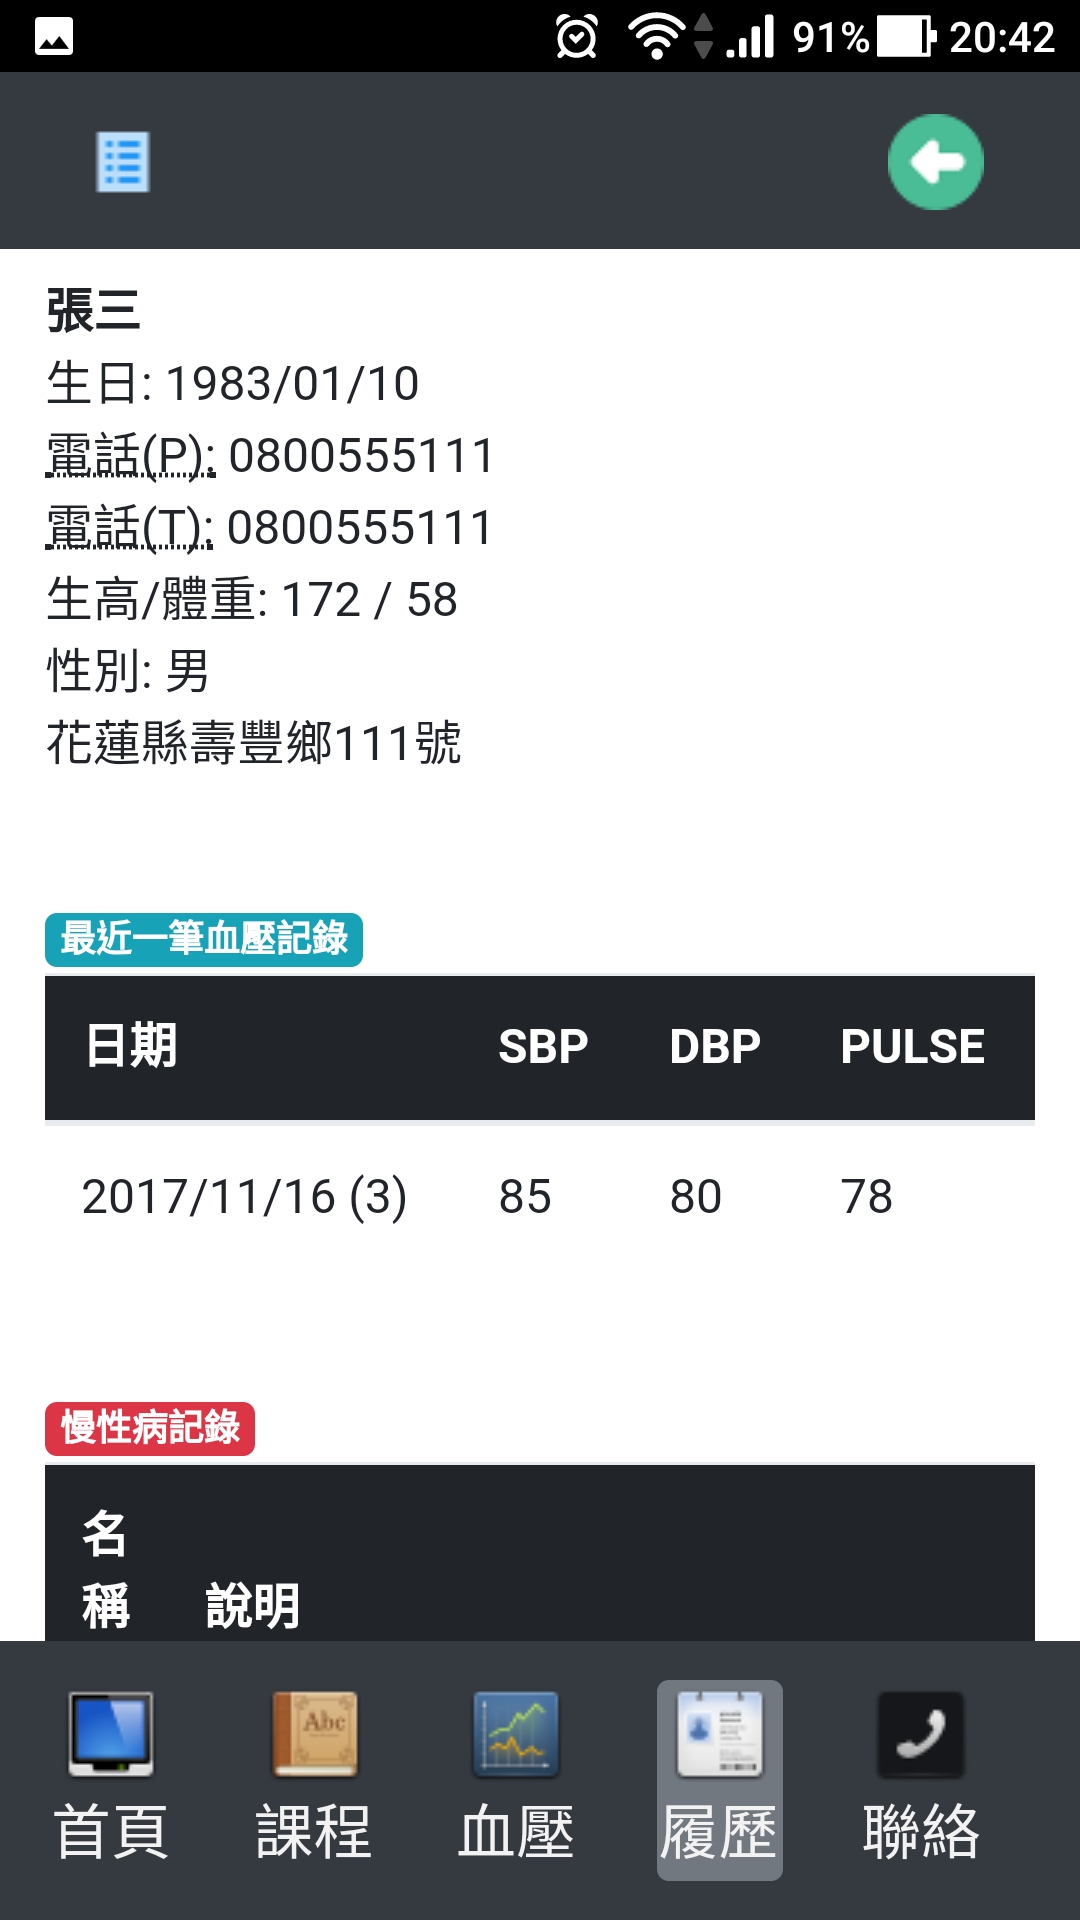 91% 20:42
張三
生日: 1983/01/10
電話(P): 0800555111
電話(T): 0800555111
生高/體重: 172 / 58
性別: 男
花蓮縣壽豐鄉111號
最近一筆血壓記錄
日期 SBP DBP PULSE
2017/11/16 (3) 85 80 78
慢性病記錄
名
稱 說明
Abc
首頁 課程 血壓 履歷 聯絡